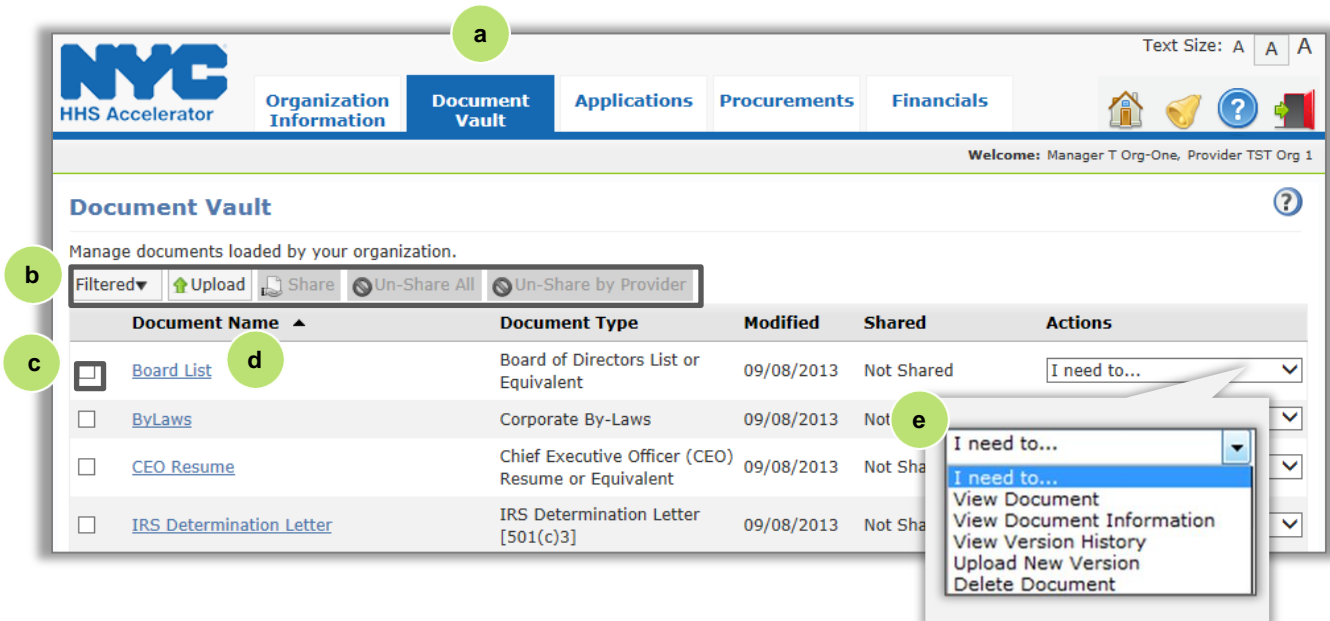 a
Text Size: A A A
NYC
HHS Accelerator
Organization Information
Document Vault
Applications
Procurements
Financials
?
Welcome: Manager T Org-One, Provider TST Org 1
Document Vault
?
Manage documents loaded by your organization.
b
Filtered▼ Upload Share Un-Share All Un-Share by Provider
Document Name ▲ Document Type Modified Shared Actions
c
d
Board List Board of Directors List or Equivalent 09/08/2013 Not Shared I need to...
ByLaws Corporate By-Laws 09/08/2013 Not
e
CEO Resume Chief Executive Officer (CEO) Resume or Equivalent 09/08/2013 Not Sha
IRS Determination Letter IRS Determination Letter [501(c)3] 09/08/2013 Not Sha
I need to...
I need to...
View Document
View Document Information
View Version History
Upload New Version
Delete Document